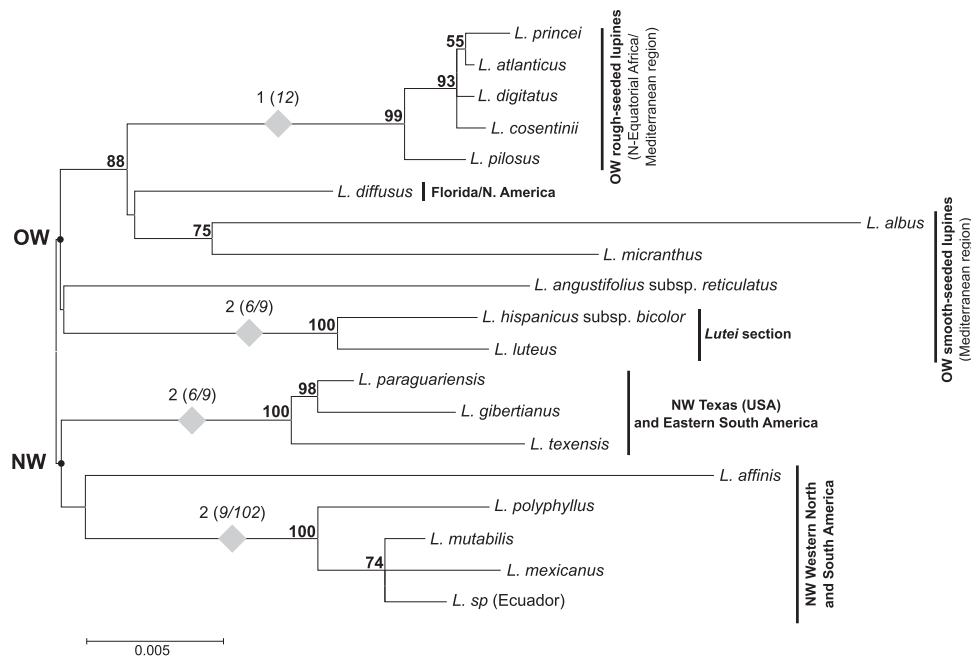 55
L. princei
L. atlanticus
93
L. digitatus
1 (12)
99
L. cosentinii
88
L. pilosus
OW rough-seeded lupines
(N-Equatorial Africa/
Mediterranean region)
L. diffusus
Florida/N. America
OW
75
L. albus
L. micranthus
L. angustifolius subsp. reticulatus
2 (6/9)
100
L. hispanicus subsp. bicolor
L. luteus
Lutei section
OW smooth-seeded lupines
(Mediterranean region)
2 (6/9)
98
L. paraguariensis
100
L. gibertianus
L. texensis
NW Texas (USA)
and Eastern South America
NW
L. affinis
2 (9/102)
100
L. polyphyllus
L. mutabilis
74
L. mexicanus
L. sp (Ecuador)
NW Western North
and South America
0.005